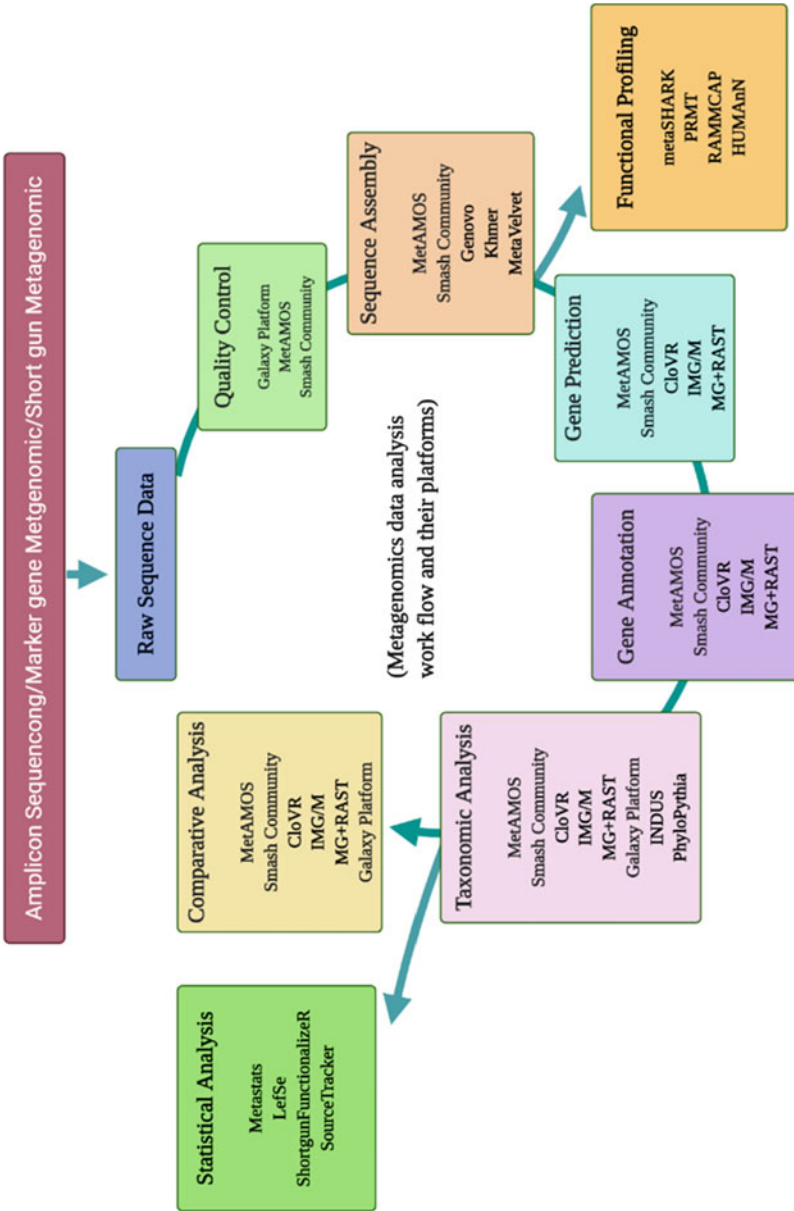 Amplicon Sequencong/Marker gene Metgenomic/Short gun Metagenomic
Raw Sequence Data
Quality Control
Galaxy Platform
MetAMOS
Smash Community
Sequence Assembly
MetAMOS
Smash Community
Genovo
Khmer
MetaVelvet
Functional Profiling
metaSHARK
PRMT
RAMMCAP
HUMAnN
Gene Prediction
MetAMOS
Smash Community
CloVR
IMG/M
MG+RAST
Gene Annotation
MetAMOS
Smash Community
CloVR
IMG/M
MG+RAST
Taxonomic Analysis
MetAMOS
Smash Community
CloVR
IMG/M
MG+RAST
Galaxy Platform
INDUS
PhyloPythia
Comparative Analysis
MetAMOS
Smash Community
CloVR
IMG/M
MG+RAST
Galaxy Platform
Statistical Analysis
Metastats
LefSe
ShortgunFunctionalizeR
SourceTracker
(Metagenomics data analysis
work flow and their platforms)